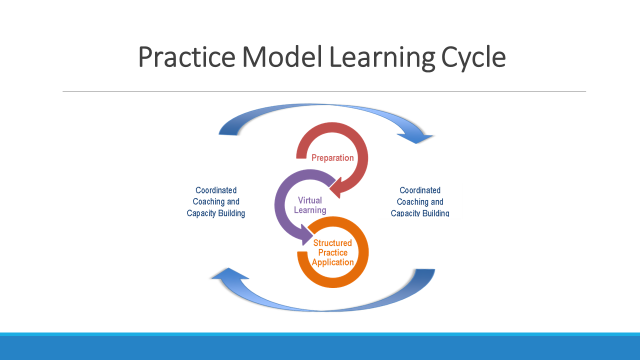 Practice Model Learning Cycle
Preparation
Coordinated
Coaching and
Capacity Building
Virtual
Learning
Coordinated
Coaching and
Capacity Building
Structured
Practice
Application